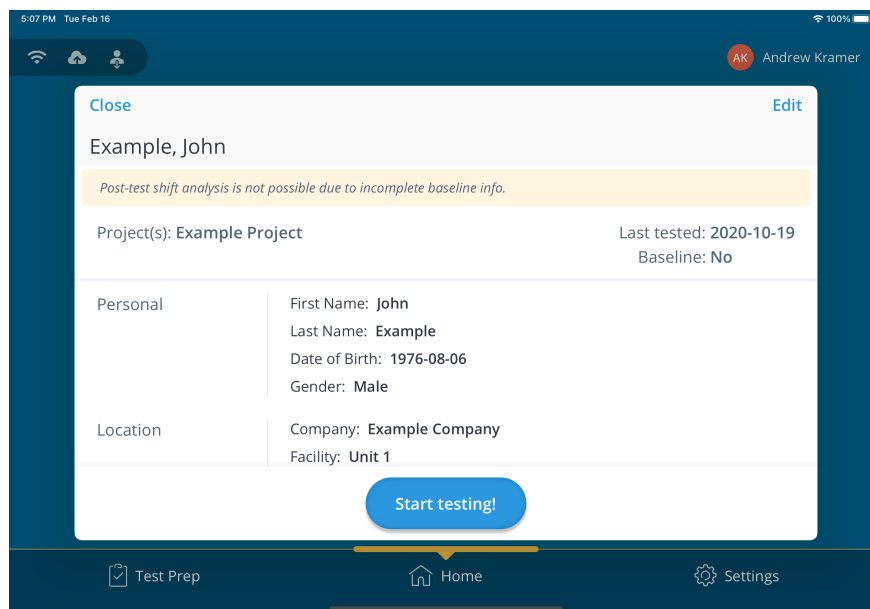 5:07 PM Tue Feb 16 100%
AK Andrew Kramer
Close Edit
Example, John
Post-test shift analysis is not possible due to incomplete baseline info.
Project(s): Example Project Last tested: 2020-10-19
Baseline: No
Personal First Name: John
Last Name: Example
Date of Birth: 1976-08-06
Gender: Male
Location Company: Example Company
Facility: Unit 1
Start testing!
Test Prep Home Settings